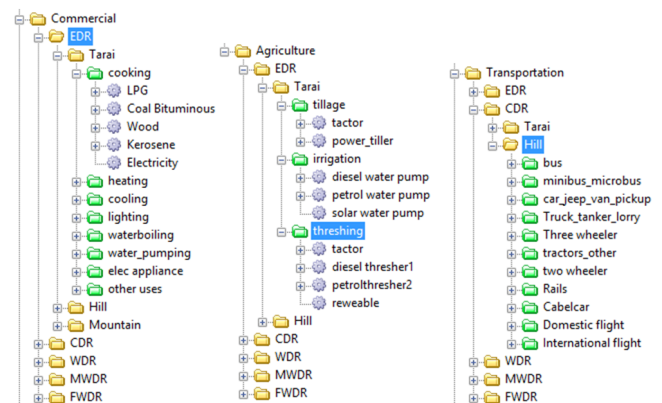 Commercial
EDR
Tarai
cooking
LPG
Coal Bituminous
Wood
Kerosene
Electricity
heating
cooling
lighting
waterboiling
water_pumping
elec appliance
other uses
Hill
Mountain
CDR
WDR
MWDR
FWDR
Agriculture
EDR
Tarai
tillage
tactor
power_tiller
irrigation
diesel water pump
petrol water pump
solar water pump
threshing
tactor
diesel thresher1
petrolthresher2
reweable
Hill
CDR
WDR
MWDR
FWDR
Transportation
EDR
CDR
Tarai
Hill
bus
minibus_microbus
car_jeep_van_pickup
Truck_tanker_lorry
Three wheeler
tractors_other
two wheeler
Rails
Cabelcar
Domestic flight
International flight
WDR
MWDR
FWDR